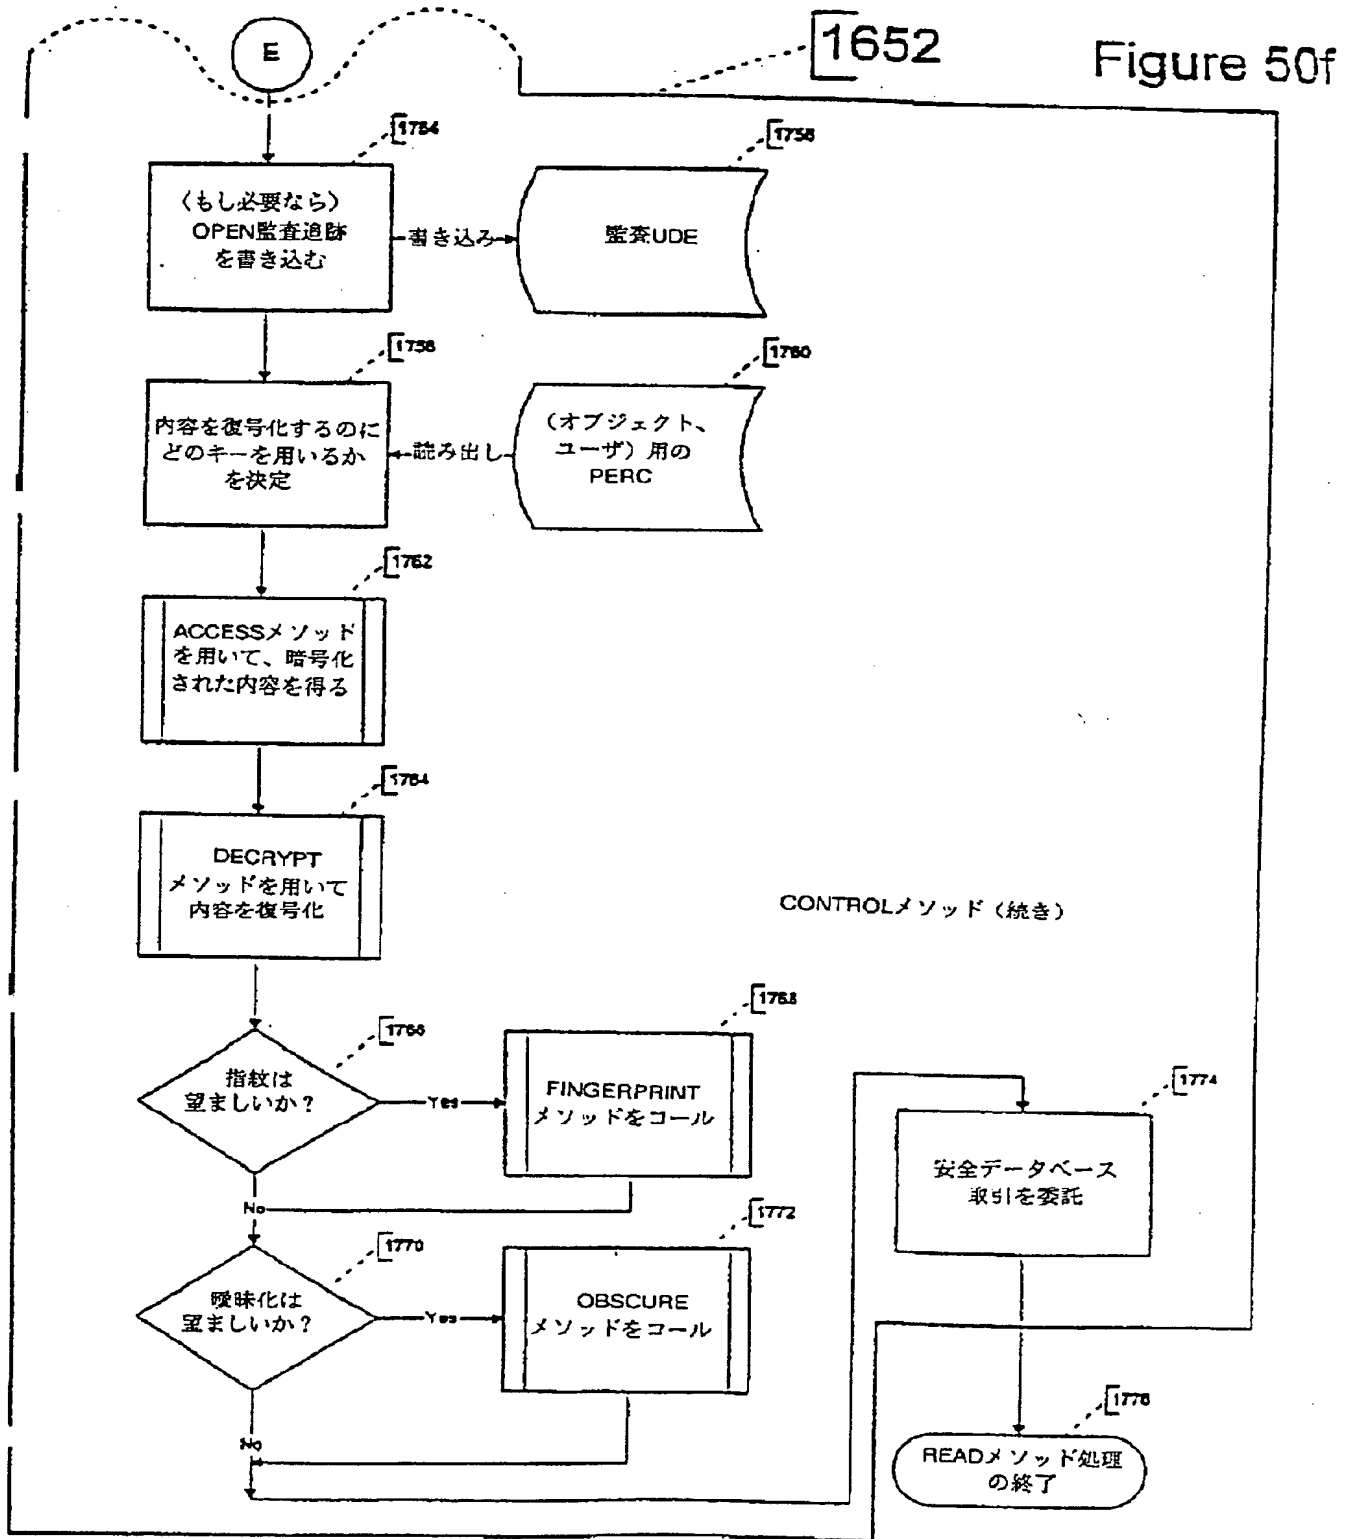 E
1652
Figure 50f
1754
1756
(もし必要なら)
OPEN監査追跡
を書き込む
書き込み
監査UDE
1758
1760
内容を復号化するのに
どのキーを用いるか
を決定
読み出し
(オブジェクト、
ユーザ)用の
PERC
1762
ACCESSメソッド
を用いて、暗号化
された内容を得る
1764
DECRYPT
メソッドを用いて
内容を復号化
CONTROLメソッド(続き)
1766
1768
指紋は
望ましいか?
Yes
FINGERPRINT
メソッドをコール
1774
安全データベース
取引を委託
No
1770
1772
曖昧化は
望ましいか?
Yes
OBSCURE
メソッドをコール
No
1776
READメソッド処理
の終了